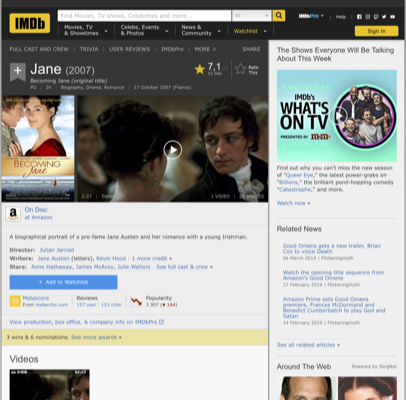 IMDb
Find Movies, TV shows, Celebrities and more...
All
IMDbPro
Help
Movies, TV
& Showtimes
Celebs, Events
& Photos
News &
Community
Watchlist
Sign in
FULL CAST AND CREW | TRIVIA | USER REVIEWS | IMDbPro | MORE
SHARE
Jane (2007)
Becoming Jane (original title)
PG | 2h | Biography, Drama, Romance | 17 October 2007 (France)
7,1
Rate
This
BECOMING
JANE
2:27 | Trailer
1 VIDEO
IMAGES
On Disc
at Amazon
A biographical portrait of a pre-fame Jane Austen and her romance with a young Irishman.
Director: Julian Jarrold
Writers: Jane Austen (letters), Kevin Hood | 1 more credit »
Stars: Anne Hathaway, James McAvoy, Julie Walters | See full cast & crew »
+ Add to Watchlist
Metascore
From metacritic.com
Reviews
157 user | 153 critic
Popularity
3 907
View production, box office, & company info on IMDbPro
3 wins & 6 nominations. See more awards »
Videos
The Shows Everyone Will Be Talking
About This Week
IMDb's
WHAT'S
ON TV
PRESENTED BY
Find out why you can't miss the new season
of "Queer Eye," the latest power-grabs on
"Billions," the brilliant pond-hopping comedy
"Catastrophe," and more.
Watch now »
Related News
Good Omens gets a new trailer, Brian
Cox to voice Death
06 March 2019 | Flickeringmyth
Watch the opening title sequence from
Amazon's Good Omens
17 February 2019 | Flickeringmyth
Amazon Prime sets Good Omens
premiere, Frances McDormand and
Benedict Cumberbatch to play God and
Satan
14 February 2019 | Flickeringmyth
See all related articles »
Around The Web
Powered by ZergNet